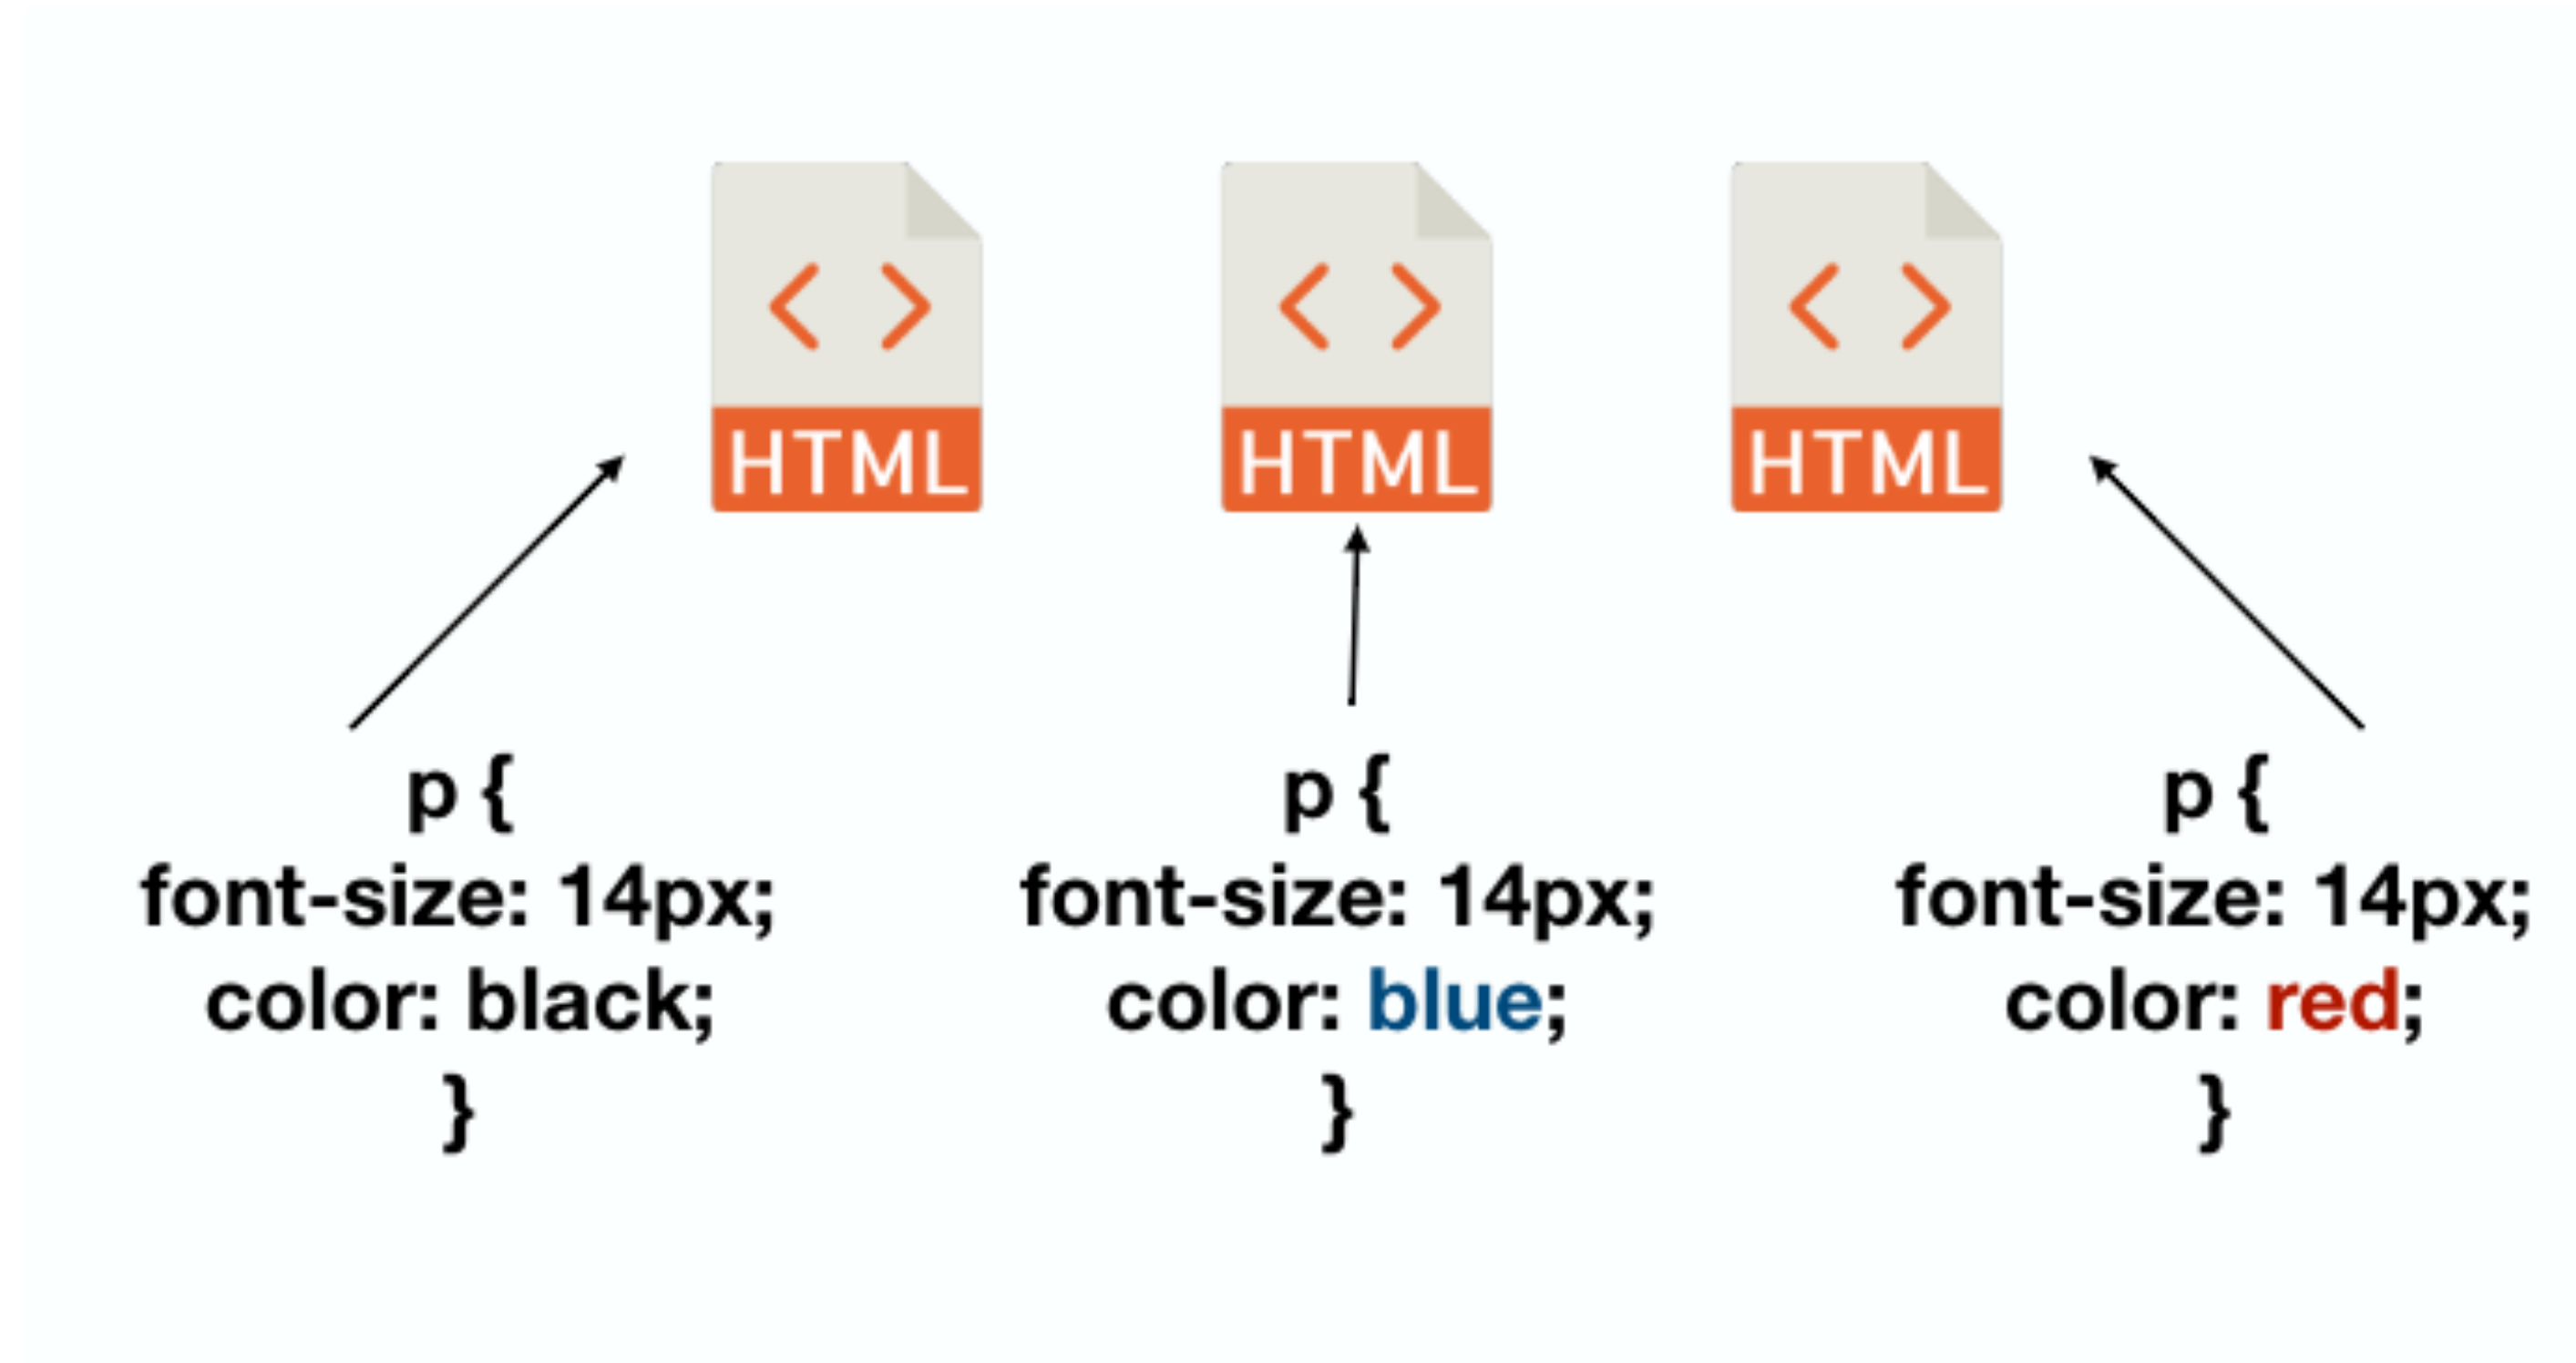 HTML
HTML
HTML
p {
font-size: 14px;
color: black;
}
p {
font-size: 14px;
color: blue;
}
p {
font-size: 14px;
color: red;
}